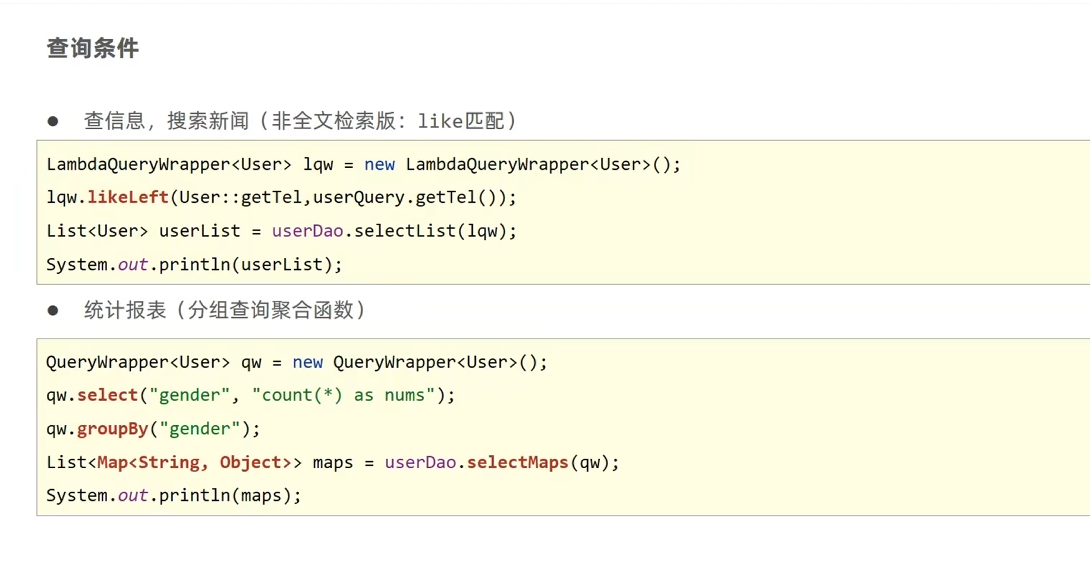 查询条件
● 查信息，搜索新闻（非全文检索版：like匹配）
LambdaQueryWrapper<User> lqw = new LambdaQueryWrapper<User>();
lqw.likeLeft(User::getTel,userQuery.getTel());
List<User> userList = userDao.selectList(lqw);
System.out.println(userList);
● 统计报表（分组查询聚合函数）
QueryWrapper<User> qw = new QueryWrapper<User>();
qw.select("gender", "count(*) as nums");
qw.groupBy("gender");
List<Map<String, Object>> maps = userDao.selectMaps(qw);
System.out.println(maps);